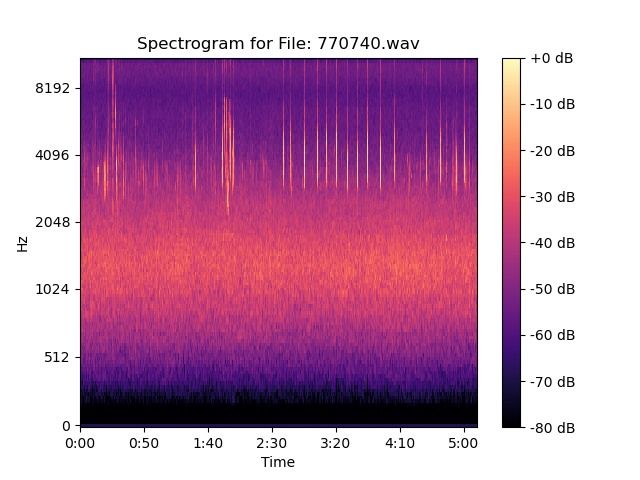 Spectrogram for File: 770740.wav
Hz
8192
4096
2048
1024
512
0
0:00 0:50 1:40 2:30 3:20 4:10 5:00
Time
+0 dB
-10 dB
-20 dB
-30 dB
-40 dB
-50 dB
-60 dB
-70 dB
-80 dB